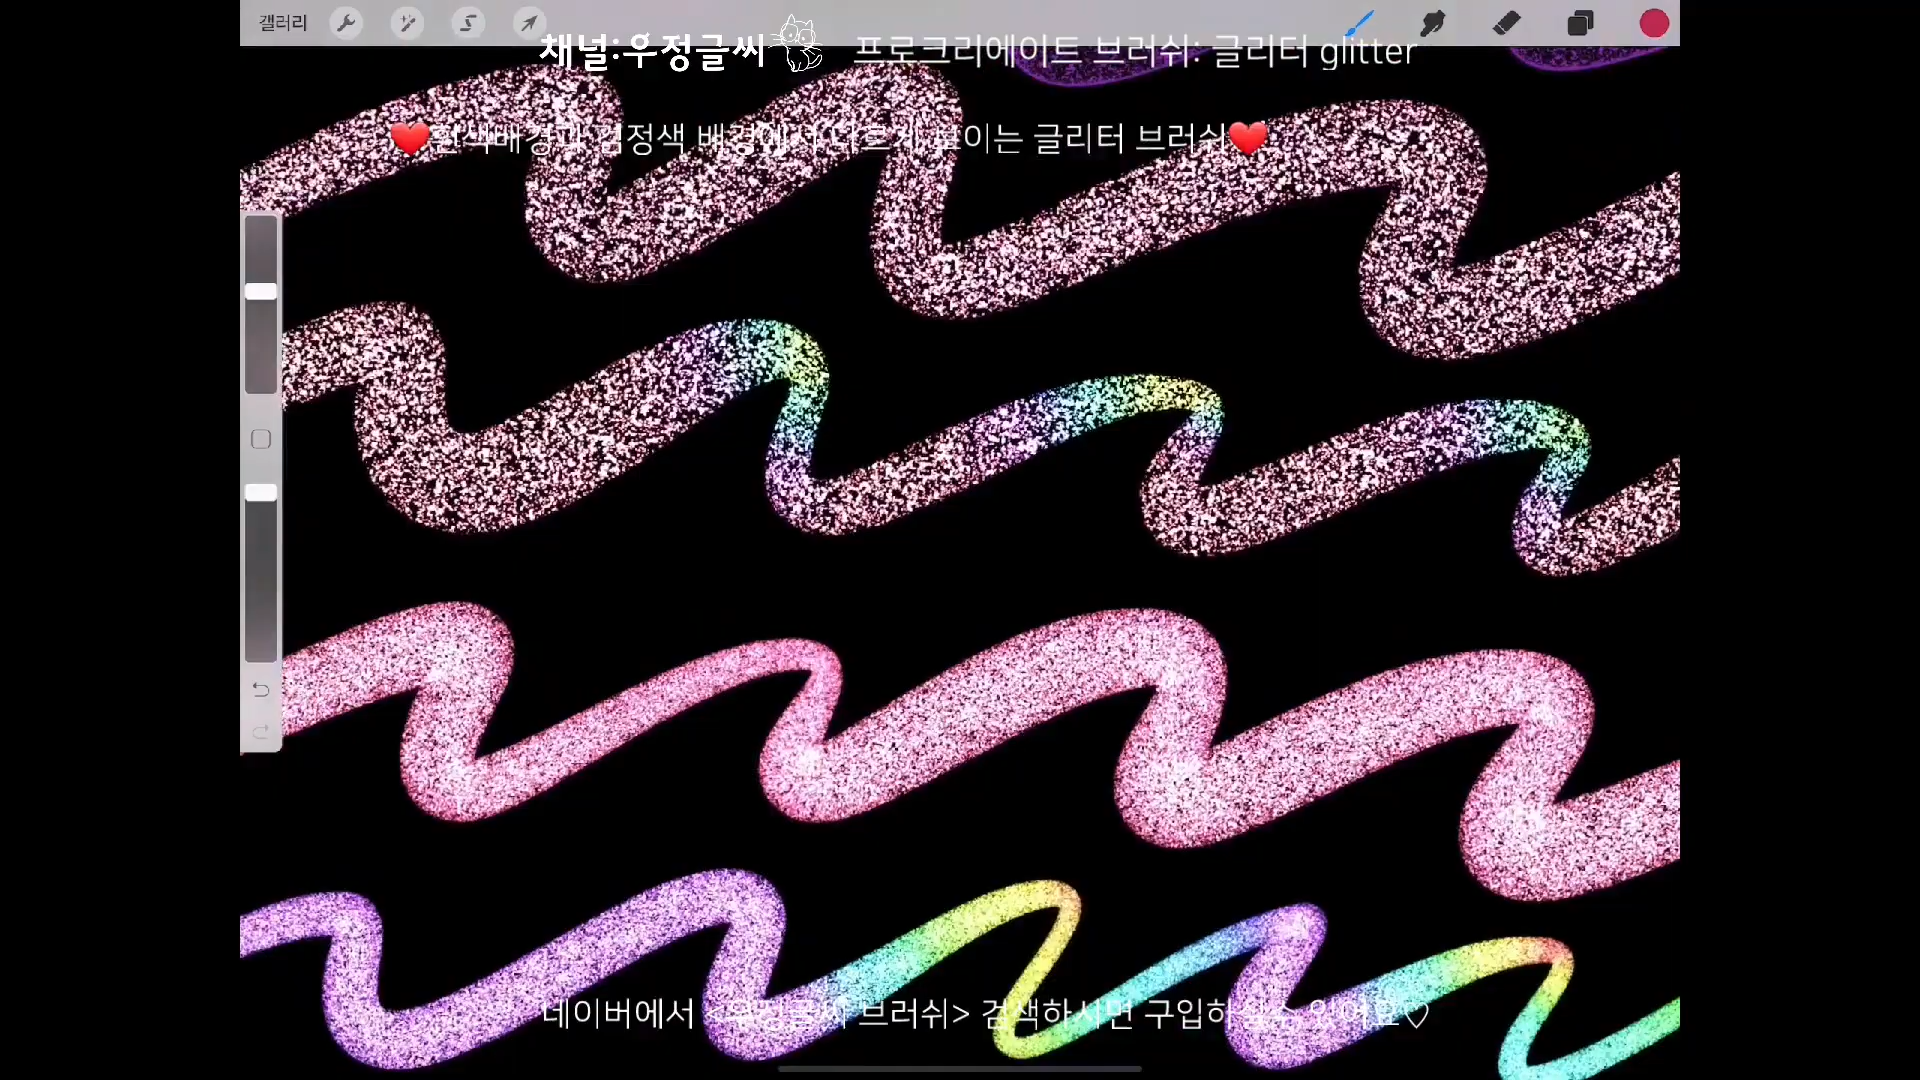 갤러리
채널:우정글씨 프로크리에이트 브러쉬: 글리터 glitter
❤️흰색배경과 검정색 배경에서 다르게 보이는 글리터 브러쉬❤️
네이버에서 <우정글씨 브러쉬> 검색하시면 구입하실수 있어요♡